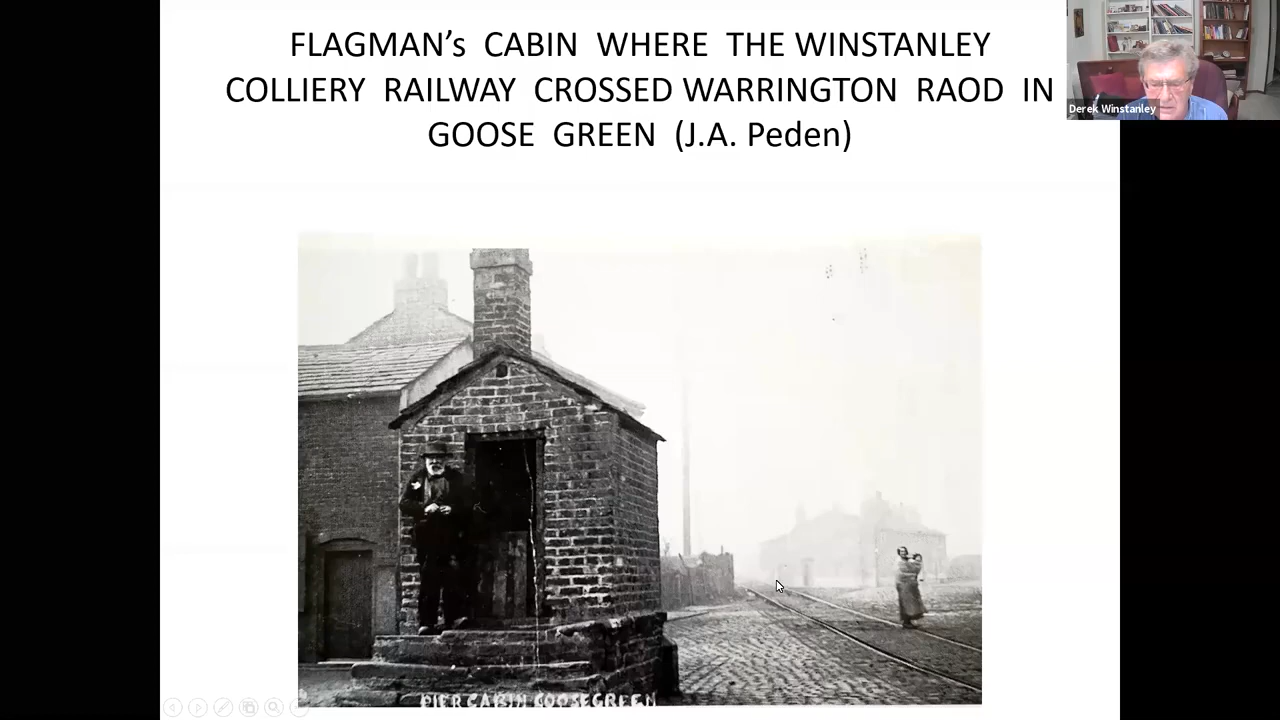 FLAGMAN’s CABIN WHERE THE WINSTANLEY
COLLIERY RAILWAY CROSSED WARRINGTON RAOD IN
GOOSE GREEN (J.A. Peden)
Derek Winstanley
PIER CABIN GOOSEGREEN